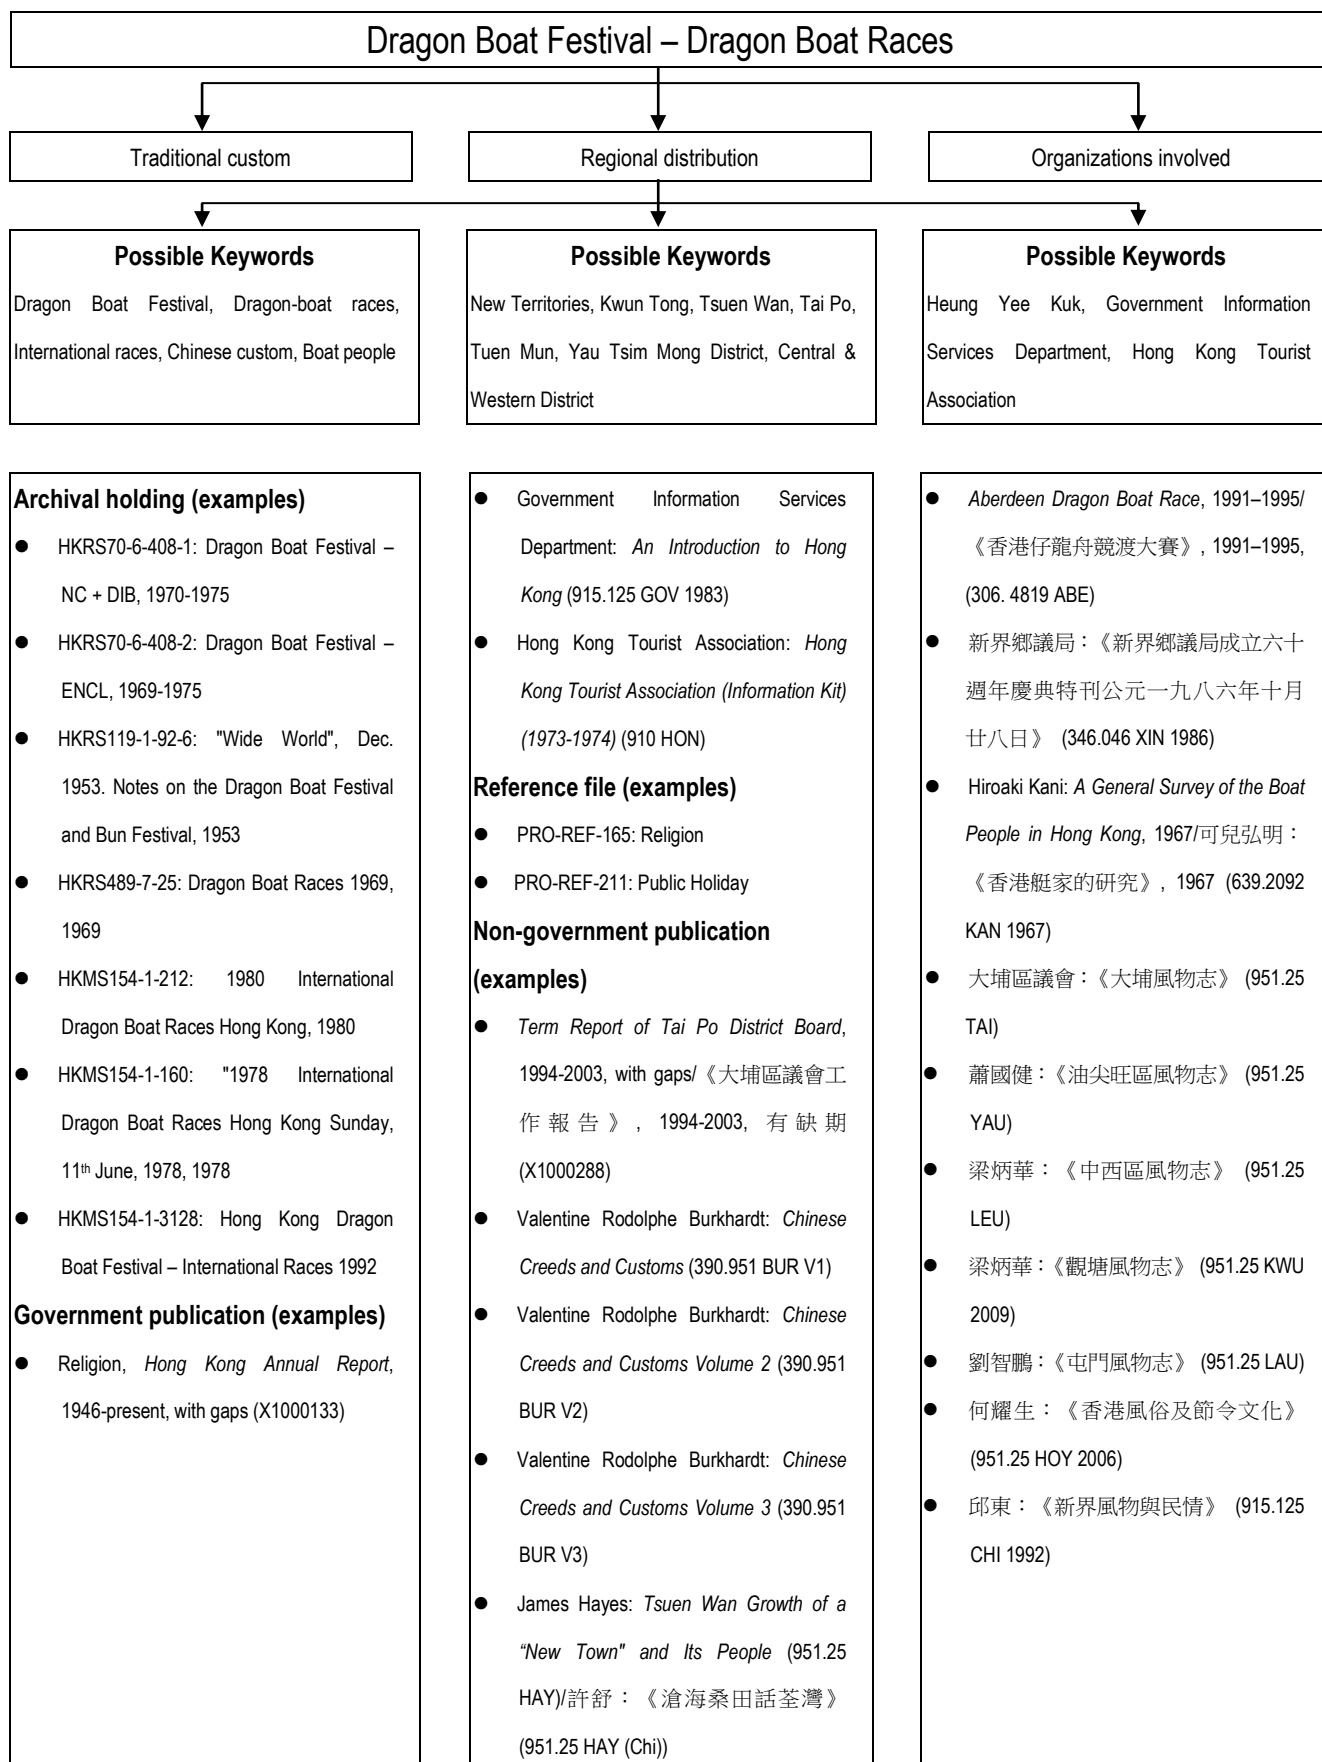 Dragon Boat Festival – Dragon Boat Races
Traditional custom
Regional distribution
Organizations involved
Possible Keywords
Dragon Boat Festival, Dragon-boat races,
International races, Chinese custom, Boat people
Possible Keywords
New Territories, Kwun Tong, Tsuen Wan, Tai Po,
Tuen Mun, Yau Tsim Mong District, Central &
Western District
Possible Keywords
Heung Yee Kuk, Government Information
Services Department, Hong Kong Tourist
Association
Archival holding (examples)
● HKRS70-6-408-1: Dragon Boat Festival –
NC + DIB, 1970-1975
● HKRS70-6-408-2: Dragon Boat Festival –
ENCL, 1969-1975
● HKRS119-1-92-6: "Wide World", Dec.
1953. Notes on the Dragon Boat Festival
and Bun Festival, 1953
● HKRS489-7-25: Dragon Boat Races 1969,
1969
● HKMS154-1-212: 1980 International
Dragon Boat Races Hong Kong, 1980
● HKMS154-1-160: "1978 International
Dragon Boat Races Hong Kong Sunday,
11th June, 1978, 1978
● HKMS154-1-3128: Hong Kong Dragon
Boat Festival – International Races 1992
Government publication (examples)
● Religion, Hong Kong Annual Report,
1946-present, with gaps (X1000133)
● Government Information Services
Department: An Introduction to Hong
Kong (915.125 GOV 1983)
● Hong Kong Tourist Association: Hong
Kong Tourist Association (Information Kit)
(1973-1974) (910 HON)
Reference file (examples)
● PRO-REF-165: Religion
● PRO-REF-211: Public Holiday
Non-government publication
(examples)
● Term Report of Tai Po District Board,
1994-2003, with gaps/《大埔區議會工
作報告》, 1994-2003, 有缺期
(X1000288)
● Valentine Rodolphe Burkhardt: Chinese
Creeds and Customs (390.951 BUR V1)
● Valentine Rodolphe Burkhardt: Chinese
Creeds and Customs Volume 2 (390.951
BUR V2)
● Valentine Rodolphe Burkhardt: Chinese
Creeds and Customs Volume 3 (390.951
BUR V3)
● James Hayes: Tsuen Wan Growth of a
“New Town" and Its People (951.25
HAY)/許舒：《滄海桑田話荃灣》
(951.25 HAY (Chi))
● Aberdeen Dragon Boat Race, 1991–1995/
《香港仔龍舟競渡大賽》, 1991–1995,
(306. 4819 ABE)
● 新界鄉議局：《新界鄉議局成立六十
週年慶典特刊公元一九八六年十月
廿八日》 (346.046 XIN 1986)
● Hiroaki Kani: A General Survey of the Boat
People in Hong Kong, 1967/可兒弘明：
《香港艇家的研究》, 1967 (639.2092
KAN 1967)
● 大埔區議會：《大埔風物志》 (951.25
TAI)
● 蕭國健：《油尖旺區風物志》 (951.25
YAU)
● 梁炳華：《中西區風物志》 (951.25
LEU)
● 梁炳華：《觀塘風物志》 (951.25 KWU
2009)
● 劉智鵬：《屯門風物志》 (951.25 LAU)
● 何耀生：《香港風俗及節令文化》
(951.25 HOY 2006)
● 邱東：《新界風物與民情》 (915.125
CHI 1992)